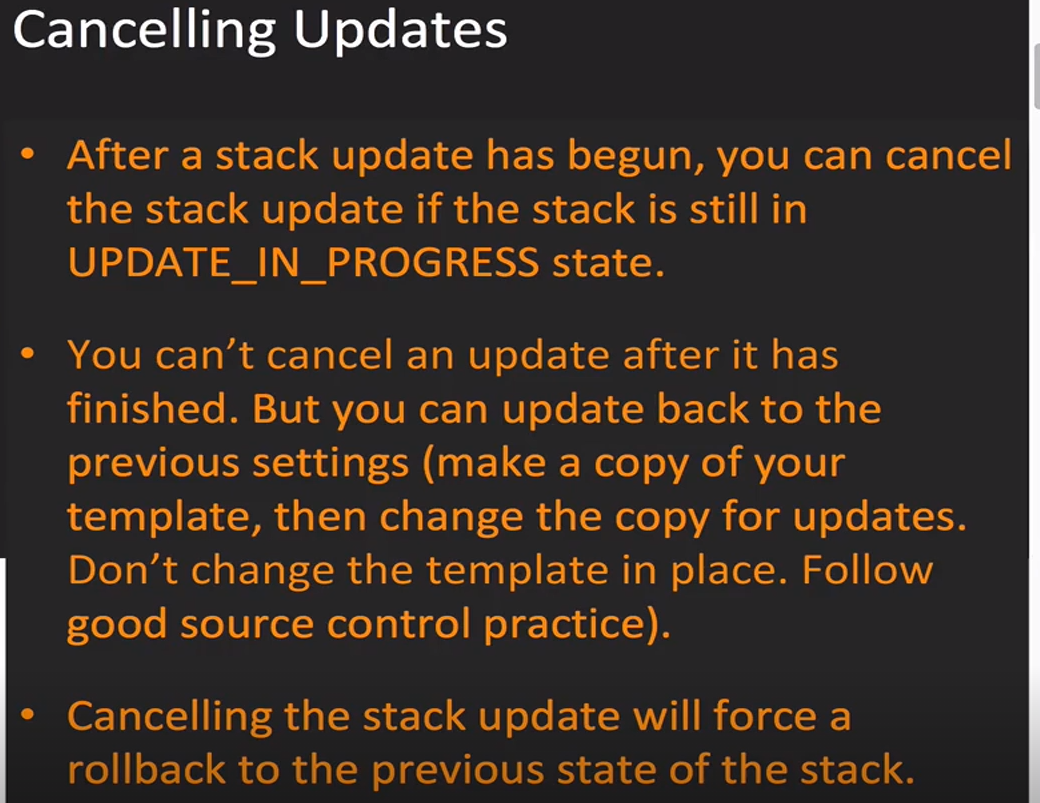 Cancelling Updates
• After a stack update has begun, you can cancel
the stack update if the stack is still in
UPDATE_IN_PROGRESS state.
• You can’t cancel an update after it has
finished. But you can update back to the
previous settings (make a copy of your
template, then change the copy for updates.
Don’t change the template in place. Follow
good source control practice).
• Cancelling the stack update will force a
rollback to the previous state of the stack.